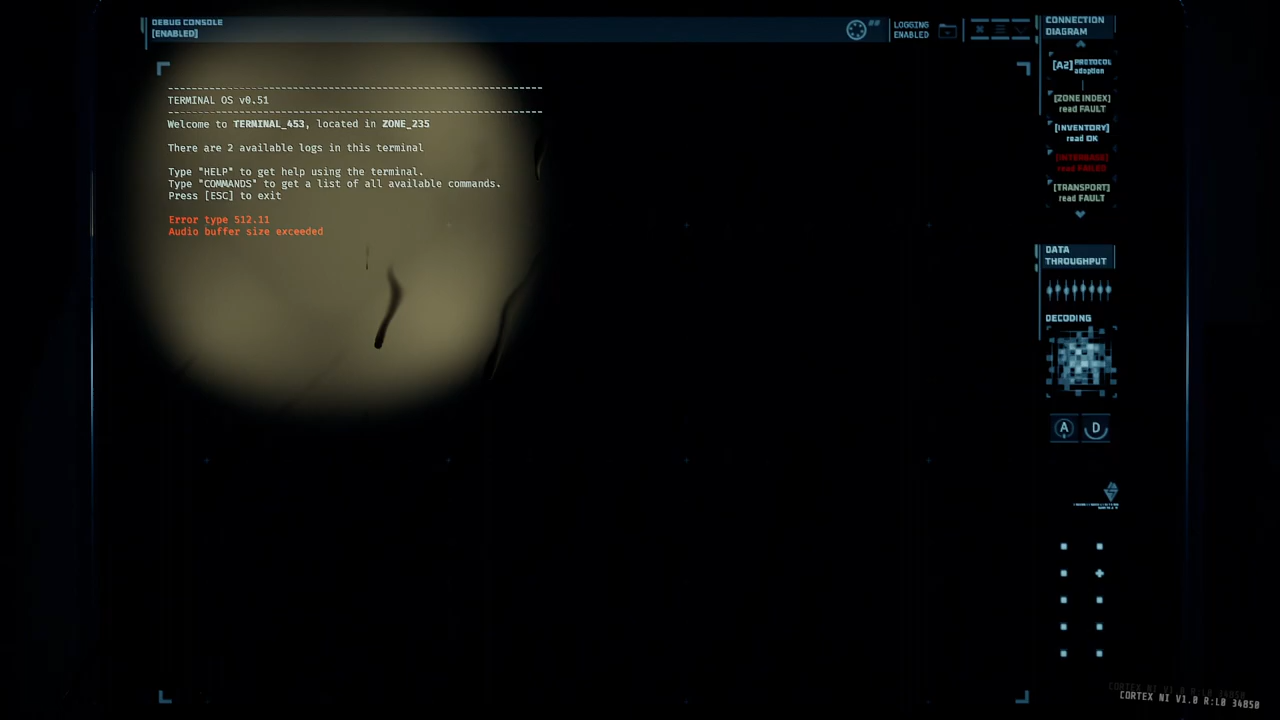 DEBUG CONSOLE
[ENABLED]
LOGGING
ENABLED
CONNECTION
DIAGRAM
[A2] PROTOCOL
adoption
[ZONE INDEX]
read FAULT
[INVENTORY]
read OK
read FAILED
[TRANSPORT]
read FAULT
TERMINAL OS v0.51
Welcome to TERMINAL_453, located in ZONE_235
There are 2 available logs in this terminal
Type "HELP" to get help using the terminal.
Type "COMMANDS" to get a list of all available commands.
Press [ESC] to exit
Error type 512.11
Audio buffer size exceeded
DATA
THROUGHPUT
DECODING
A D
CORTEX NI V1.0 R:L0 34850